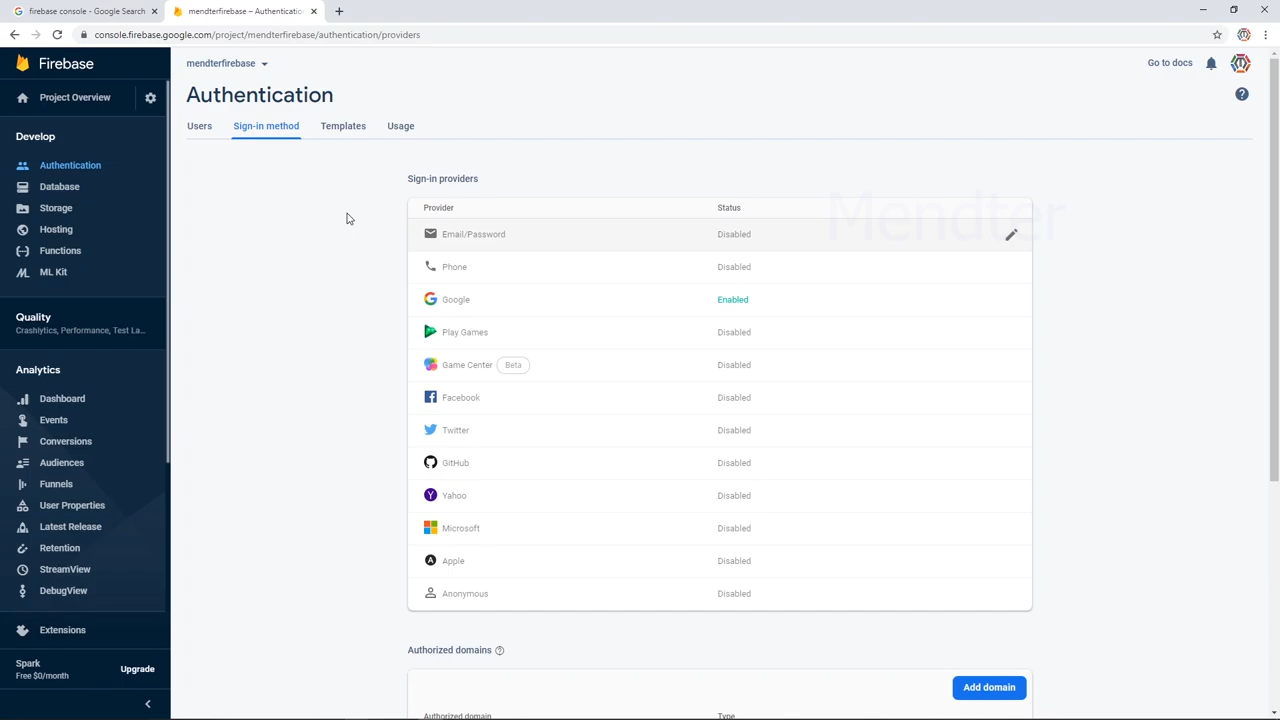 firebase console - Google Search
mendterfirebase – Authentication
console.firebase.google.com/project/mendterfirebase/authentication/providers
Firebase
Project Overview
Develop
Authentication
Database
Storage
Hosting
Functions
ML Kit
Quality
Crashlytics, Performance, Test La...
Analytics
Dashboard
Events
Conversions
Audiences
Funnels
User Properties
Latest Release
Retention
StreamView
DebugView
Extensions
Spark
Free $0/month
Upgrade
mendterfirebase
Go to docs
Authentication
Users
Sign-in method
Templates
Usage
Sign-in providers
Mendter
Provider
Status
Email/Password
Disabled
Phone
Disabled
Google
Enabled
Play Games
Disabled
Game Center
Beta
Disabled
Facebook
Disabled
Twitter
Disabled
GitHub
Disabled
Yahoo
Disabled
Microsoft
Disabled
Apple
Disabled
Anonymous
Disabled
Authorized domains
Add domain
Authorized domain
Type